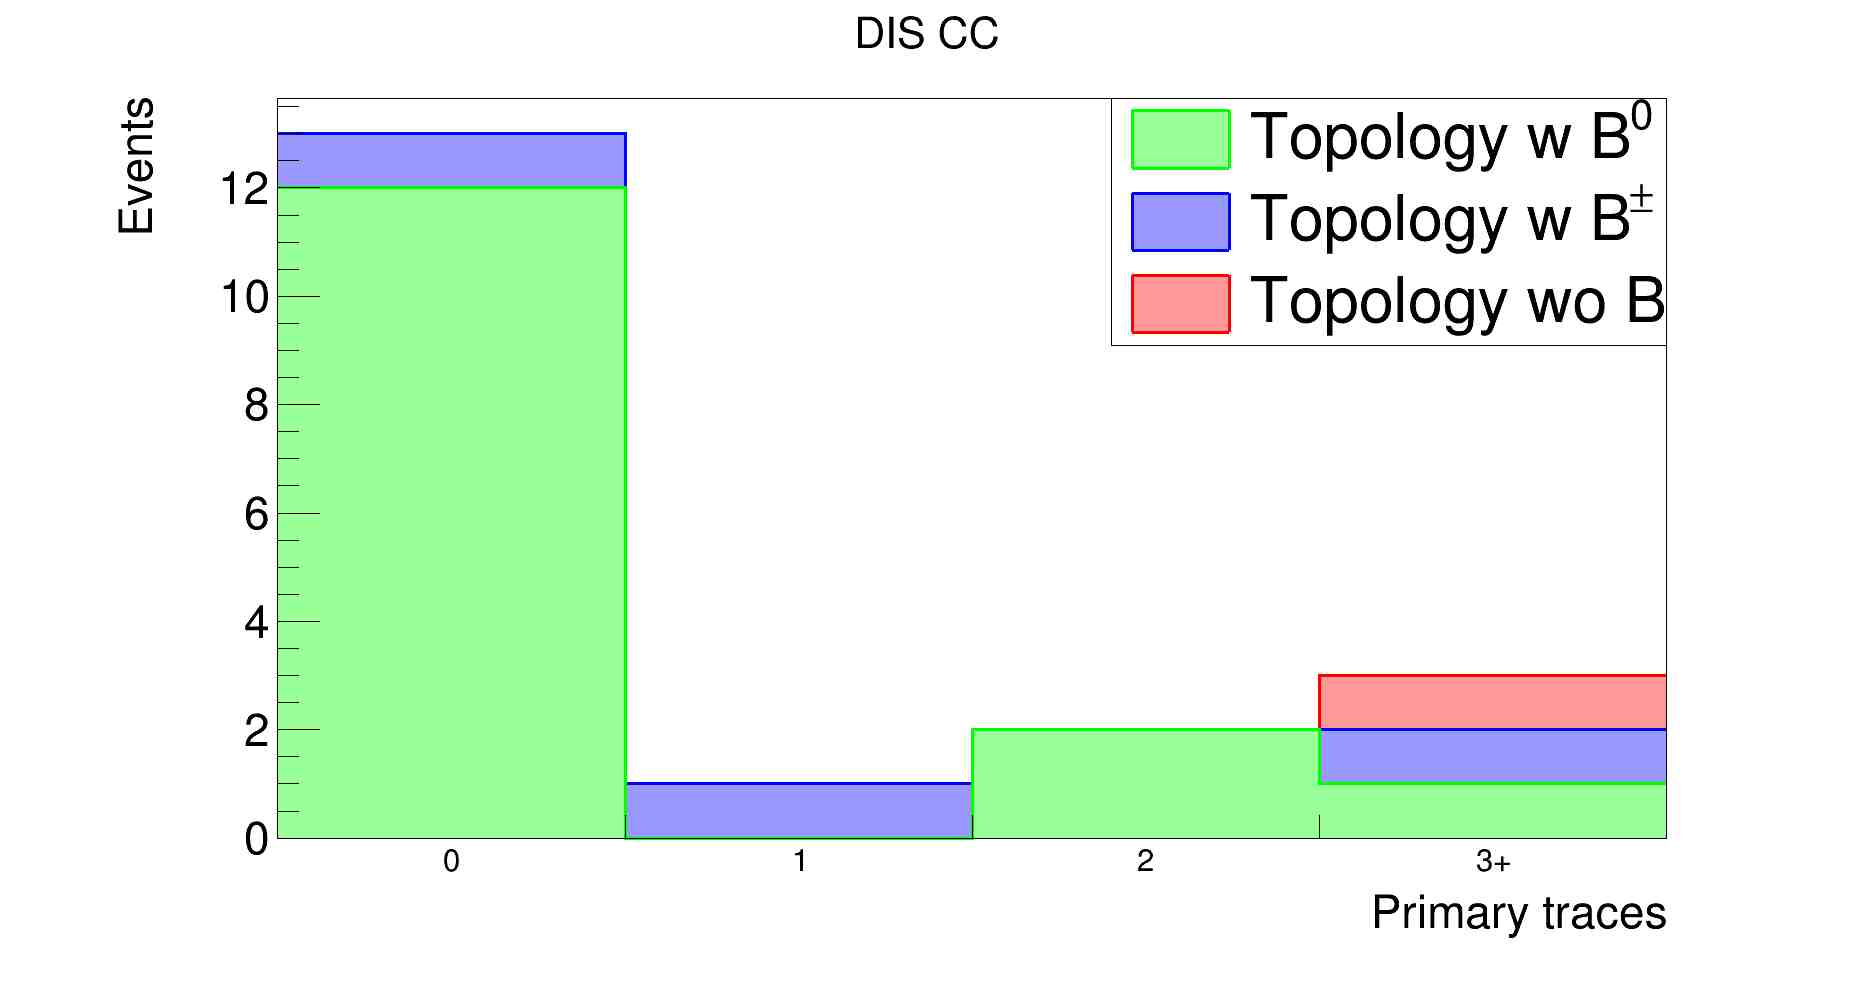 DIS CC
Events
Topology w B⁰
Topology w B±
Topology wo B
12
10
8
6
4
2
0
0 1 2 3+
Primary traces